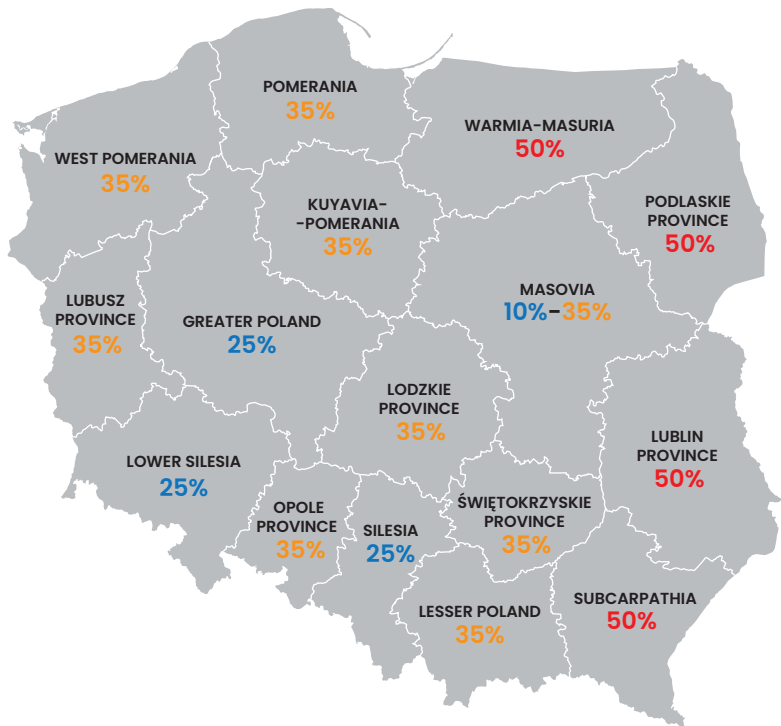 POMERANIA
35%
WARMIA-MASURIA
50%
WEST POMERANIA
35%
KUYAVIA-
-POMERANIA
35%
PODLASKIE
PROVINCE
50%
MASOVIA
10%–35%
LUBUSZ
PROVINCE
35%
GREATER POLAND
25%
LODZKIE
PROVINCE
35%
LUBLIN
PROVINCE
50%
LOWER SILESIA
25%
OPOLE
PROVINCE
35%
SILESIA
25%
ŚWIĘTOKRZYSKIE
PROVINCE
35%
LESSER POLAND
35%
SUBCARPATHIA
50%